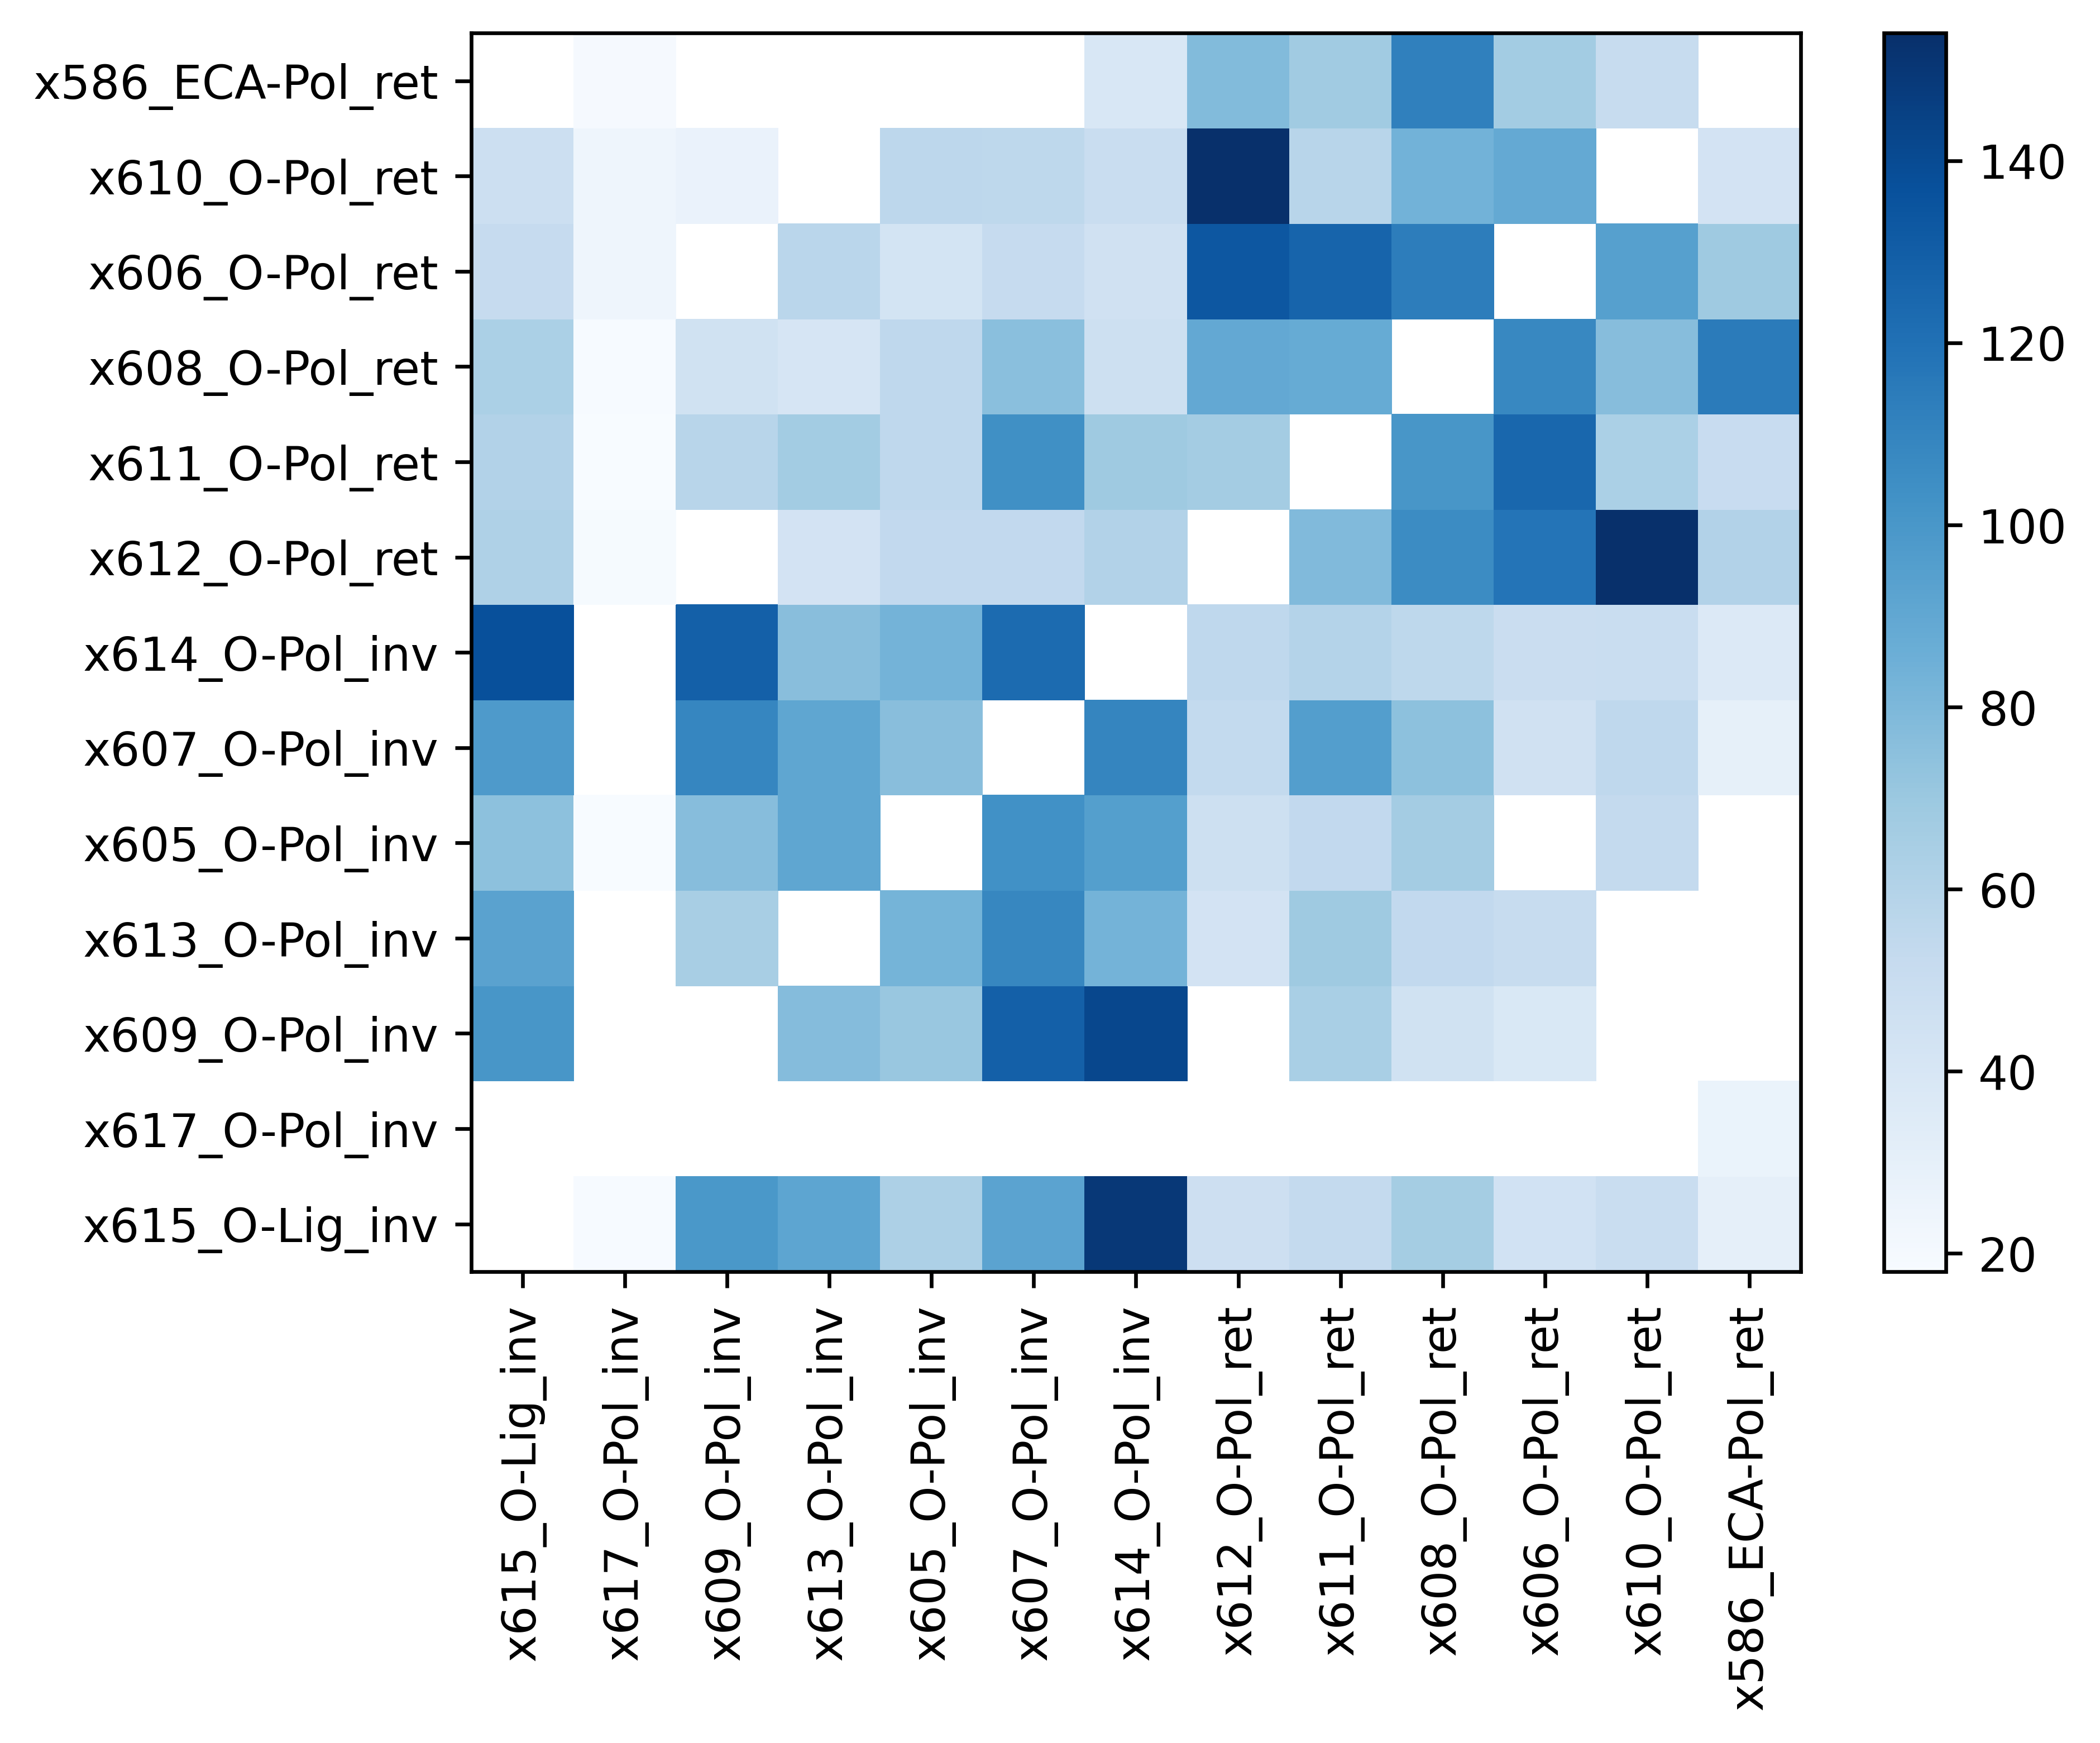 x586_ECA-Pol_ret
x610_O-Pol_ret
x606_O-Pol_ret
x608_O-Pol_ret
x611_O-Pol_ret
x612_O-Pol_ret
x614_O-Pol_inv
x607_O-Pol_inv
x605_O-Pol_inv
x613_O-Pol_inv
x609_O-Pol_inv
x617_O-Pol_inv
x615_O-Lig_inv
x615_O-Lig_inv
x617_O-Pol_inv
x609_O-Pol_inv
x613_O-Pol_inv
x605_O-Pol_inv
x607_O-Pol_inv
x614_O-Pol_inv
x612_O-Pol_ret
x611_O-Pol_ret
x608_O-Pol_ret
x606_O-Pol_ret
x610_O-Pol_ret
x586_ECA-Pol_ret
140
120
100
80
60
40
20